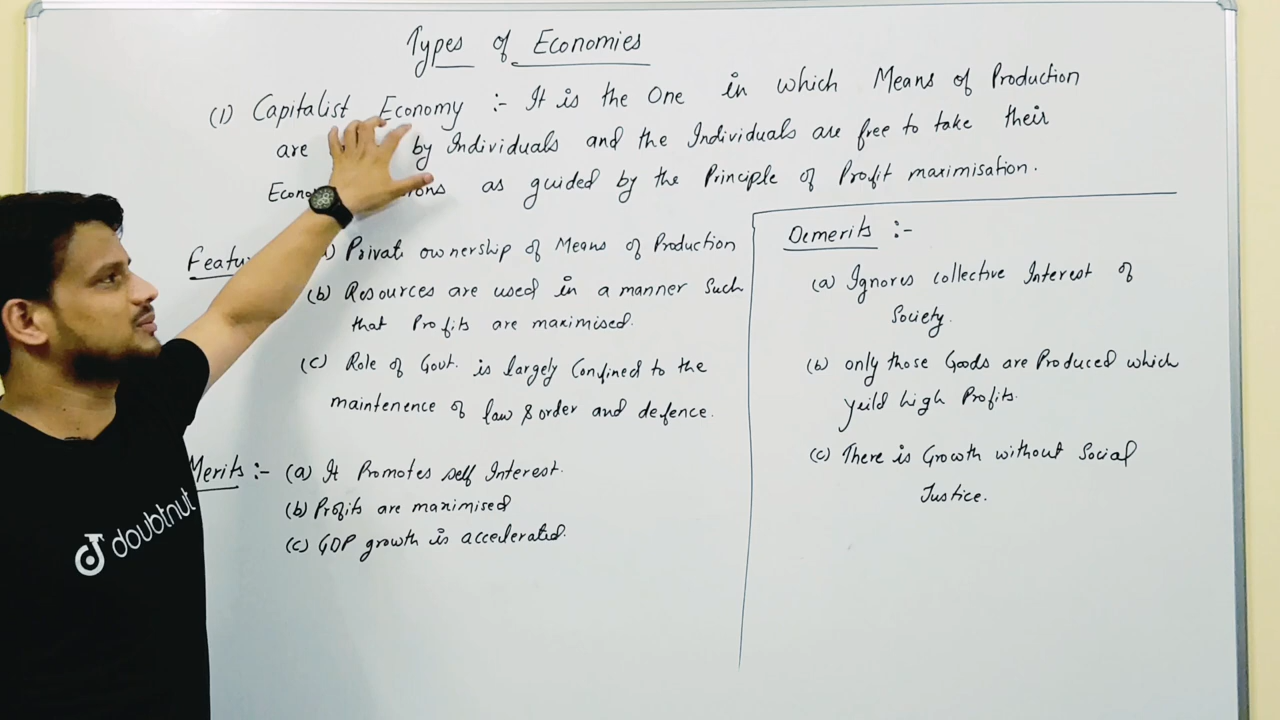 Types of Economies
(1) Capitalist Economy :- It is the One in which Means of Production
are by Individuals and the Individuals are free to take their
as guided by the Principle of Profit maximisation.
(a) Private ownership of Means of Production
(b) Resources are used in a manner Such
that Profits are maximised.
(c) Role of Govt. is largely Confined to the
maintenence of law & order and defence.
Merits :- (a) It Promotes self Interest.
(b) Profits are maximised
(c) GDP growth is accelerated.
Demerits :-
(a) Ignores collective Interest of
Society.
(b) only those Goods are Produced which
yeild high Profits.
(c) There is Growth without Social
Justice.
doubtnut